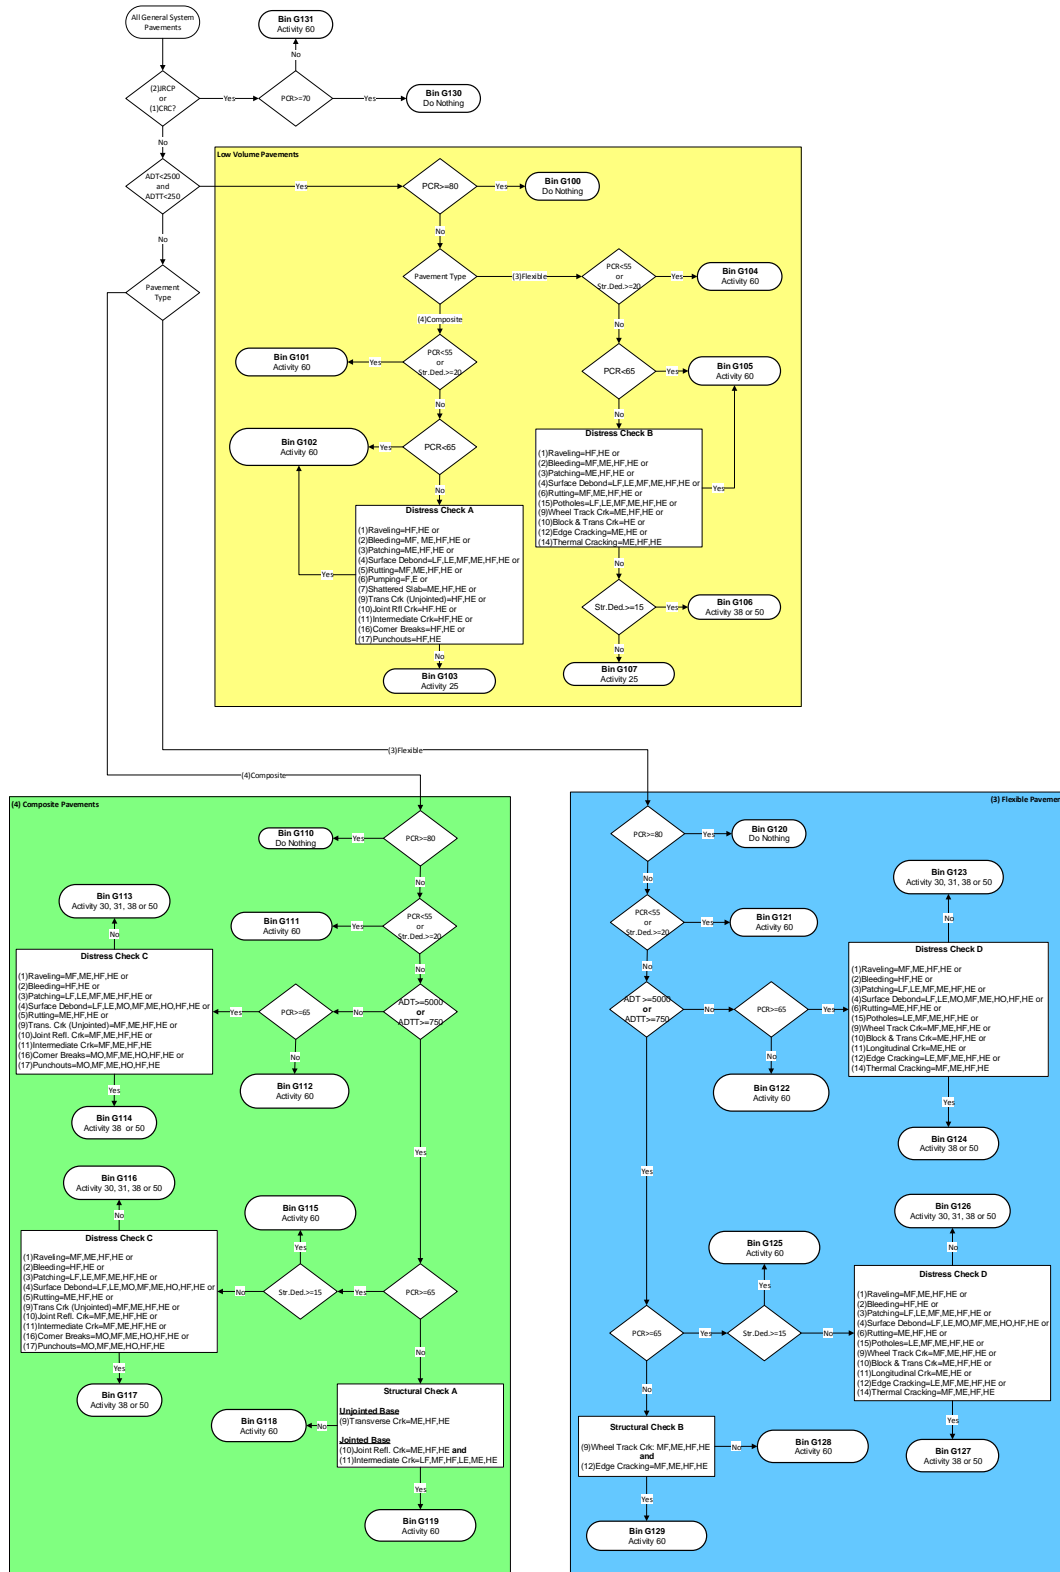 All General System
Pavements
Bin G131
Activity 60
No
(2)JRCP
or
(1)CRC?
Yes
PCR>=70
Yes
Bin G130
Do Nothing
No
Low Volume Pavements
ADT<2500
and
ADTT<250
Yes
PCR>=80
Yes
Bin G100
Do Nothing
No
No
Pavement
Type
Pavement Type
(3)Flexible
PCR<55
or
Str.Ded.>=20
Yes
Bin G104
Activity 60
(4)Composite
No
Bin G101
Activity 60
Yes
PCR<55
or
Str.Ded.>=20
PCR<65
Yes
Bin G105
Activity 60
No
No
Bin G102
Activity 60
Yes
PCR<65
Distress Check B
(1)Raveling=HF,HE or
(2)Bleeding=MF,ME,HF,HE or
(3)Patching=ME,HF,HE or
(4)Surface Debond=LF,LE,MF,ME,HF,HE or
(6)Rutting=MF,ME,HF,HE or
(15)Potholes=LF,LE,MF,ME,HF,HE or
(9)Wheel Track Crk=ME,HF,HE or
(10)Block & Trans Crk=HE or
(12)Edge Cracking=ME,HE or
(14)Thermal Cracking=ME,HF,HE
Yes
No
Distress Check A
(1)Raveling=HF,HE or
(2)Bleeding=MF, ME,HF,HE or
(3)Patching=ME,HF,HE or
(4)Surface Debond=LF,LE,MF,ME,HF,HE or
(5)Rutting=MF,ME,HF,HE or
(6)Pumping=F,E or
(7)Shattered Slab=ME,HF,HE or
(9)Trans Crk (Unjointed)=HF,HE or
(10)Joint Rfl Crk=HF.HE or
(11)Intermediate Crk=HF,HE or
(16)Corner Breaks=HF,HE or
(17)Punchouts=HF,HE
Yes
No
Str.Ded.>=15
Yes
Bin G106
Activity 38 or 50
No
No
Bin G103
Activity 25
Bin G107
Activity 25
(3)Flexible
(4)Composite
(4) Composite Pavements
PCR>=80
Yes
Bin G110
Do Nothing
No
Bin G113
Activity 30, 31, 38 or 50
Bin G111
Activity 60
Yes
PCR<55
or
Str.Ded.>=20
No
No
Distress Check C
(1)Raveling=MF,ME,HF,HE or
(2)Bleeding=HF,HE or
(3)Patching=LF,LE,MF,ME,HF,HE or
(4)Surface Debond=LF,LE,MO,MF,ME,HO,HF,HE or
(5)Rutting=ME,HF,HE or
(9)Trans. Crk (Unjointed)=MF,ME,HF,HE or
(10)Joint Refl. Crk=MF,ME,HF,HE or
(11)Intermediate Crk=MF,ME,HF,HE
(16)Corner Breaks=MO,MF,ME,HO,HF,HE or
(17)Punchouts=MO,MF,ME,HO,HF,HE
Yes
PCR>=65
No
ADT>=5000
or
ADTT>=750
No
Bin G112
Activity 60
Yes
Bin G114
Activity 38  or 50
Yes
Bin G116
Activity 30, 31, 38 or 50
No
Bin G115
Activity 60
Yes
Distress Check C
(1)Raveling=MF,ME,HF,HE or
(2)Bleeding=HF,HE or
(3)Patching=LF,LE,MF,ME,HF,HE or
(4)Surface Debond=LF,LE,MO,MF,ME,HO,HF,HE or
(5)Rutting=ME,HF,HE or
(9)Trans Crk (Unjointed)=MF,ME,HF,HE or
(10)Joint Refl. Crk=MF,ME,HF,HE or
(11)Intermediate Crk=MF,ME,HF,HE or
(16)Corner Breaks=MO,MF,ME,HO,HF,HE or
(17)Punchouts=MO,MF,ME,HO,HF,HE
No
Str.Ded.>=15
Yes
PCR>=65
Yes
Bin G117
Activity 38 or 50
No
Structural Check A
Unjointed Base
(9)Transverse Crk=ME,HF,HE
Jointed Base
(10)Joint Refl. Crk=ME,HF,HE and
(11)Intermediate Crk=LF,MF,HF,LE,ME,HE
No
Bin G118
Activity 60
Yes
Bin G119
Activity 60
(3) Flexible Pavemen
PCR>=80
Yes
Bin G120
Do Nothing
No
Bin G123
Activity 30, 31, 38 or 50
PCR<55
or
Str.Ded.>=20
Yes
Bin G121
Activity 60
No
No
Distress Check D
(1)Raveling=MF,ME,HF,HE or
(2)Bleeding=HF,HE or
(3)Patching=LF,LE,MF,ME,HF,HE or
(4)Surface Debond=LF,LE,MO,MF,ME,HO,HF,HE or
(6)Rutting=ME,HF,HE or
(15)Potholes=LE,MF,ME,HF,HE or
(9)Wheel Track Crk=MF,ME,HF,HE or
(10)Block & Trans Crk=ME,HF,HE or
(11)Longitudinal Crk=ME,HE or
(12)Edge Cracking=LE,MF,ME,HF,HE or
(14)Thermal Cracking=MF,ME,HF,HE
ADT >=5000
or
ADTT>=750
No
PCR>=65
Yes
No
Bin G122
Activity 60
Yes
Bin G124
Activity 38 or 50
Yes
Bin G126
Activity 30, 31, 38 or 50
No
Bin G125
Activity 60
Yes
Distress Check D
(1)Raveling=MF,ME,HF,HE or
(2)Bleeding=HF,HE or
(3)Patching=LF,LE,MF,ME,HF,HE or
(4)Surface Debond=LF,LE,MO,MF,ME,HO,HF,HE or
(6)Rutting=ME,HF,HE or
(15)Potholes=LE,MF,ME,HF,HE or
(9)Wheel Track Crk=MF,ME,HF,HE or
(10)Block & Trans Crk=ME,HF,HE or
(11)Longitudinal Crk=ME,HE or
(12)Edge Cracking=LE,MF,ME,HF,HE or
(14)Thermal Cracking=MF,ME,HF,HE
PCR>=65
Yes
Str.Ded.>=15
No
Yes
Bin G127
Activity 38 or 50
No
Structural Check B
(9)Wheel Track Crk: MF,ME,HF,HE
and
(12)Edge Cracking=MF,ME,HF,HE
No
Bin G128
Activity 60
Yes
Bin G129
Activity 60